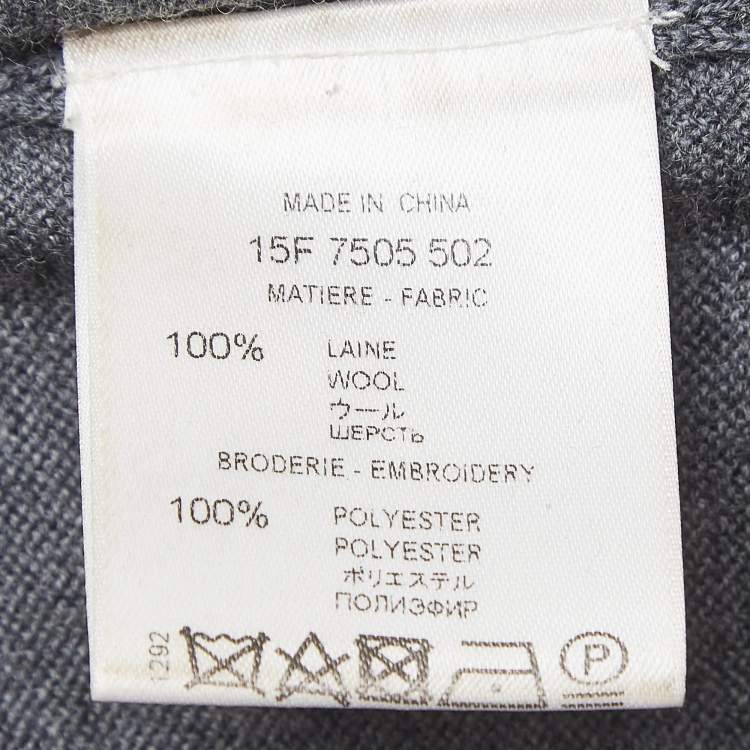 MADE IN CHINA
15F 7505 502
MATIERE - FABRIC
100% LAINE
WOOL
ウール
ШЕРСТЬ
BRODERIE - EMBROIDERY
100% POLYESTER
POLYESTER
ポリエステル
ПОЛИЭФИР
1292
P